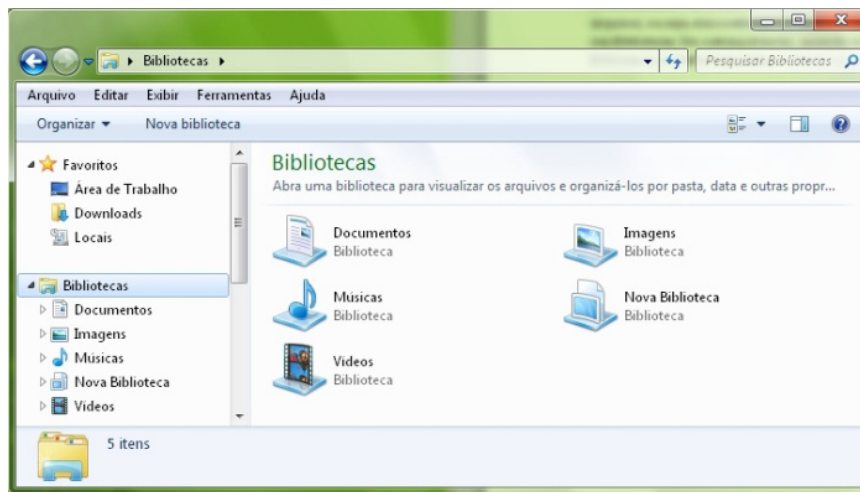 Bibliotecas
Pesquisar Bibliotecas
Arquivo Editar Exibir Ferramentas Ajuda
Organizar Nova biblioteca
Favoritos
Área de Trabalho
Downloads
Locais
Bibliotecas
Documentos
Imagens
Músicas
Nova Biblioteca
Vídeos
Bibliotecas
Abra uma biblioteca para visualizar os arquivos e organizá-los por pasta, data e outras propr...
Documentos
Biblioteca
Imagens
Biblioteca
Músicas
Biblioteca
Nova Biblioteca
Biblioteca
Vídeos
Biblioteca
5 itens